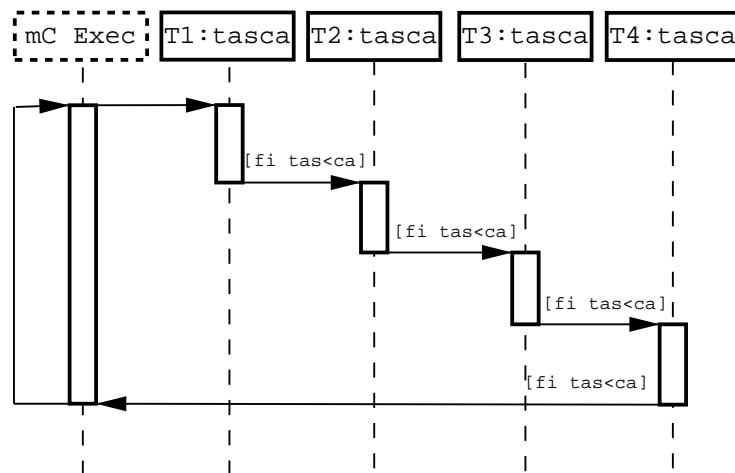 mC Exec
T1:tasca
T2:tasca
T3:tasca
T4:tasca
[fi tas<ca]
[fi tas<ca]
[fi tas<ca]
[fi tas<ca]